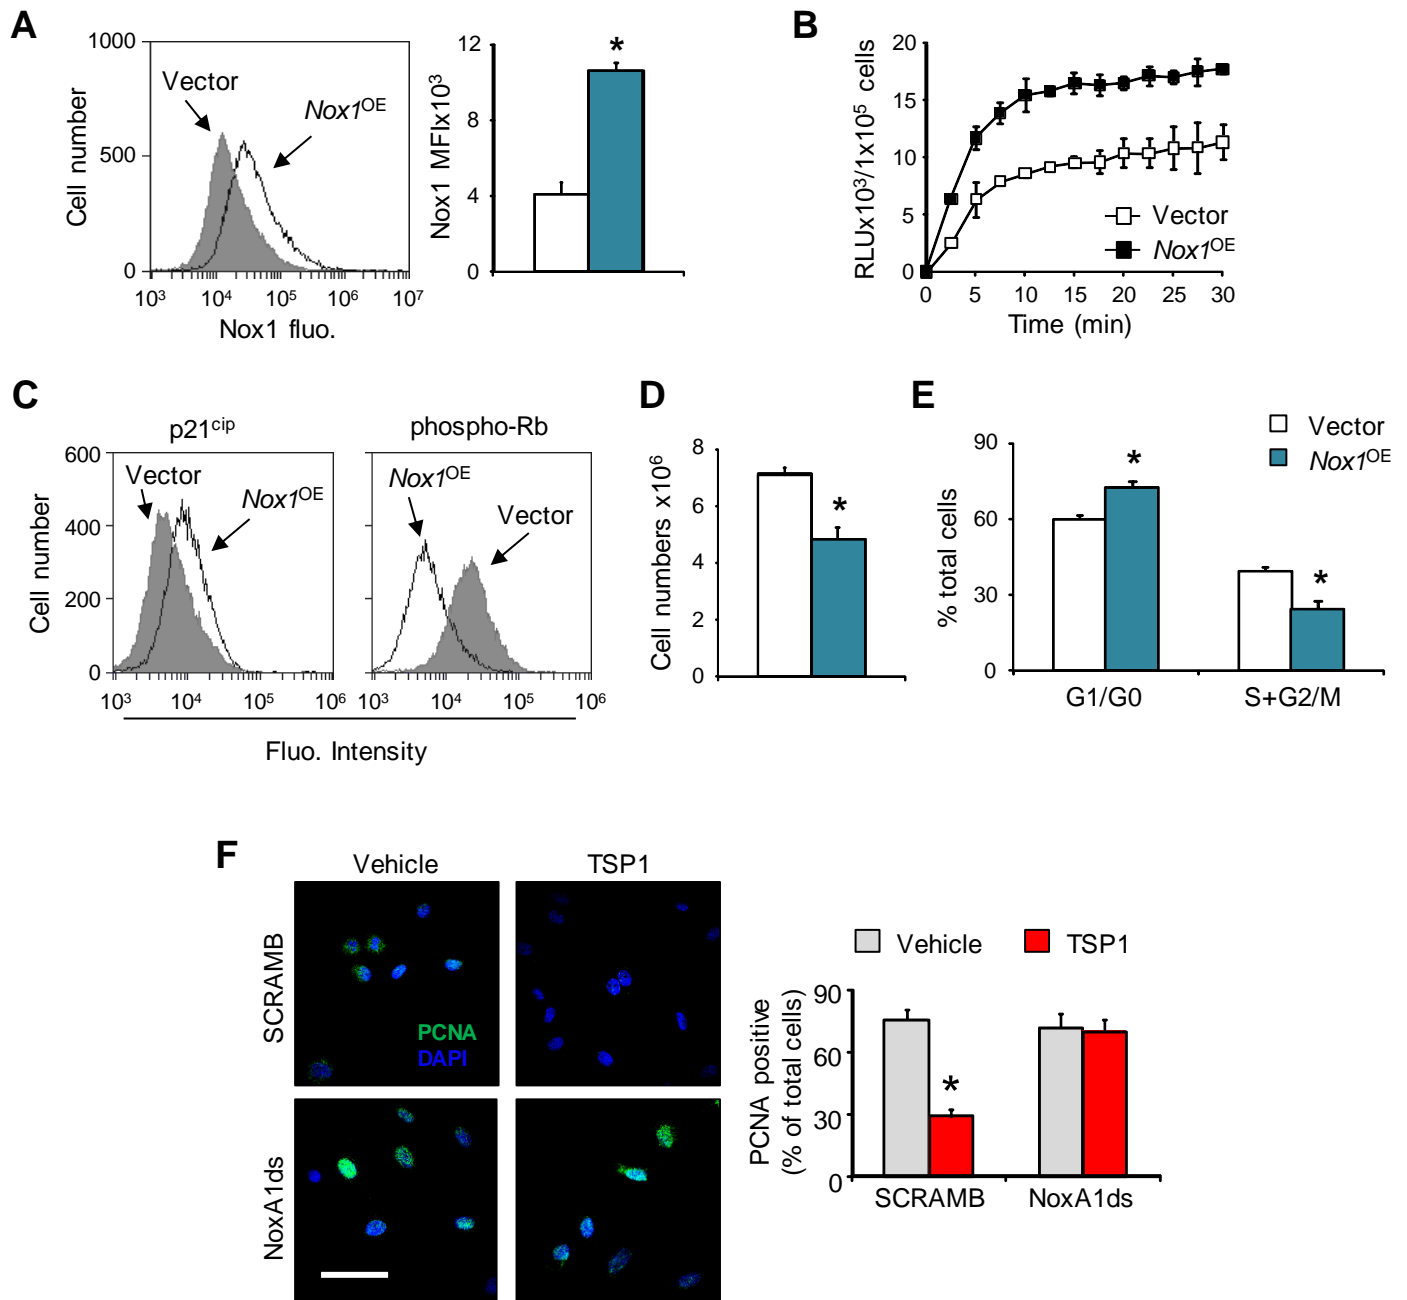 A
1000
500
0
Cell number
Vector
Nox1OE
10³ 10⁴ 10⁵ 10⁶ 10⁷
Nox1 fluo.
12
8
4
0
Nox1 MFIx10³
*
B
20
15
10
5
0
RLUx10³/1x10⁵ cells
Vector
Nox1OE
0 5 10 15 20 25 30
Time (min)
C
p21cip
phospho-Rb
600
400
200
0
Cell number
Vector
Nox1OE
Nox1OE
Vector
10³ 10⁴ 10⁵ 10⁶
10³ 10⁴ 10⁵ 10⁶
Fluo. Intensity
D
8
6
4
2
0
Cell numbers x10⁶
*
E
Vector
Nox1OE
90
60
30
0
% total cells
*
*
G1/G0 S+G2/M
F
Vehicle TSP1
SCRAMB
PCNA
DAPI
NoxA1ds
Vehicle TSP1
90
60
30
0
PCNA positive
(% of total cells)
*
SCRAMB NoxA1ds